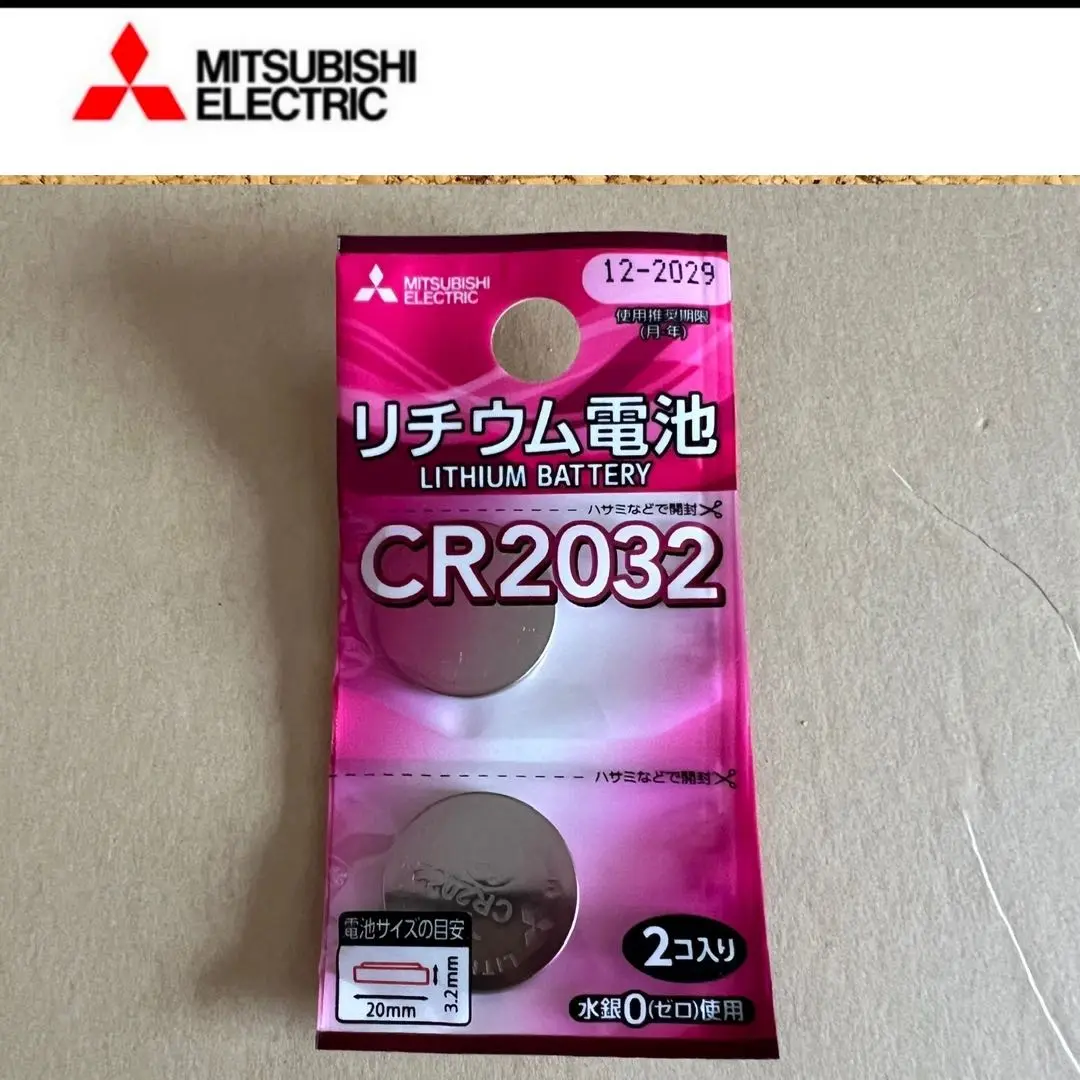 MITSUBISHI
ELECTRIC
MITSUBISHI
ELECTRIC
12-2029
使用推奨期限
(月-年)
リチウム電池
LITHIUM BATTERY
ハサミなどで開封
CR2032
ハサミなどで開封
CR2032
電池サイズの目安
3.2mm
20mm
2コ入り
水銀0(ゼロ)使用